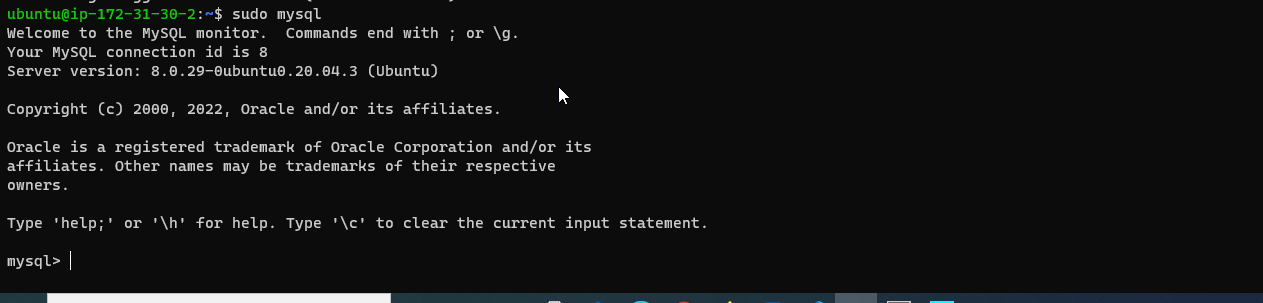 ubuntu@ip-172-31-30-2:~$ sudo mysql
Welcome to the MySQL monitor.  Commands end with ; or \g.
Your MySQL connection id is 8
Server version: 8.0.29-0ubuntu0.20.04.3 (Ubuntu)
Copyright (c) 2000, 2022, Oracle and/or its affiliates.
Oracle is a registered trademark of Oracle Corporation and/or its
affiliates. Other names may be trademarks of their respective
owners.
Type 'help;' or '\h' for help. Type '\c' to clear the current input statement.
mysql>